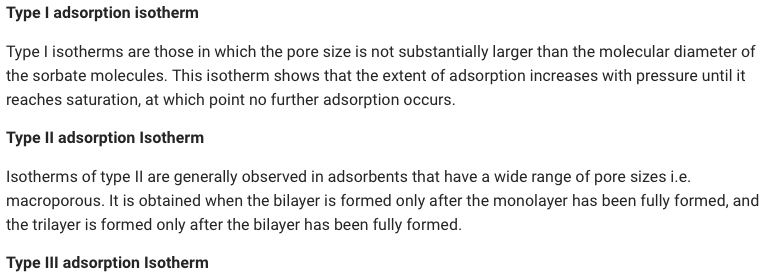 Type I adsorption isotherm
Type I isotherms are those in which the pore size is not substantially larger than the molecular diameter of
the sorbate molecules. This isotherm shows that the extent of adsorption increases with pressure until it
reaches saturation, at which point no further adsorption occurs.
Type II adsorption Isotherm
Isotherms of type II are generally observed in adsorbents that have a wide range of pore sizes i.e.
macroporous. It is obtained when the bilayer is formed only after the monolayer has been fully formed, and
the trilayer is formed only after the bilayer has been fully formed.
Type III adsorption Isotherm